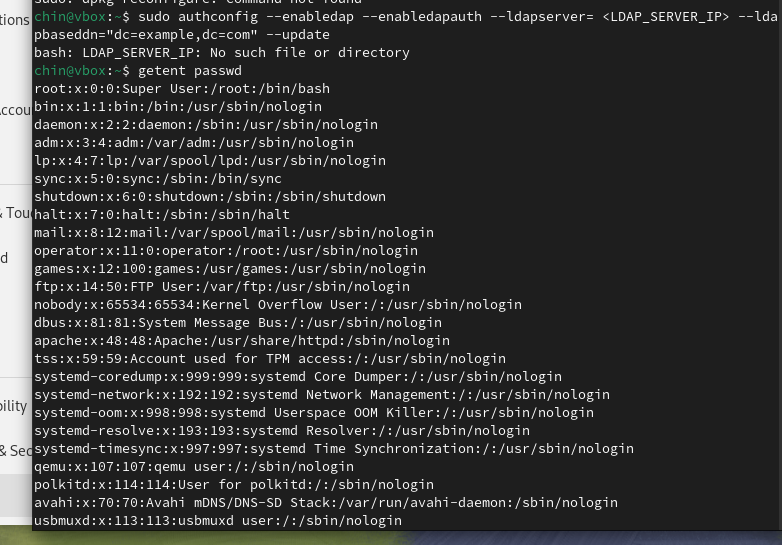 sudo: dpkg-reconfigure: command not found
chin@vbox:~$ sudo authconfig --enabledap --enabledapauth --ldapserver= <LDAP_SERVER_IP> --lda
pbaseddn="dc=example,dc=com" --update
bash: LDAP_SERVER_IP: No such file or directory
chin@vbox:~$ getent passwd
root:x:0:0:Super User:/root:/bin/bash
bin:x:1:1:bin:/bin:/usr/sbin/nologin
daemon:x:2:2:daemon:/sbin:/usr/sbin/nologin
adm:x:3:4:adm:/var/adm:/usr/sbin/nologin
lp:x:4:7:lp:/var/spool/lpd:/usr/sbin/nologin
sync:x:5:0:sync:/sbin:/bin/sync
shutdown:x:6:0:shutdown:/sbin:/sbin/shutdown
halt:x:7:0:halt:/sbin:/sbin/halt
mail:x:8:12:mail:/var/spool/mail:/usr/sbin/nologin
operator:x:11:0:operator:/root:/usr/sbin/nologin
games:x:12:100:games:/usr/games:/usr/sbin/nologin
ftp:x:14:50:FTP User:/var/ftp:/usr/sbin/nologin
nobody:x:65534:65534:Kernel Overflow User:/:/usr/sbin/nologin
dbus:x:81:81:System Message Bus:/:/usr/sbin/nologin
apache:x:48:48:Apache:/usr/share/httpd:/sbin/nologin
tss:x:59:59:Account used for TPM access:/:/usr/sbin/nologin
systemd-coredump:x:999:999:systemd Core Dumper:/:/usr/sbin/nologin
systemd-network:x:192:192:systemd Network Management:/:/usr/sbin/nologin
systemd-oom:x:998:998:systemd Userspace OOM Killer:/:/usr/sbin/nologin
systemd-resolve:x:193:193:systemd Resolver:/:/usr/sbin/nologin
systemd-timesync:x:997:997:systemd Time Synchronization:/:/usr/sbin/nologin
qemu:x:107:107:qemu user:/:/sbin/nologin
polkitd:x:114:114:User for polkitd:/:/sbin/nologin
avahi:x:70:70:Avahi mDNS/DNS-SD Stack:/var/run/avahi-daemon:/sbin/nologin
usbmuxd:x:113:113:usbmuxd user:/:/sbin/nologin
tions
Accou
& Tou
d
bility
& Sec